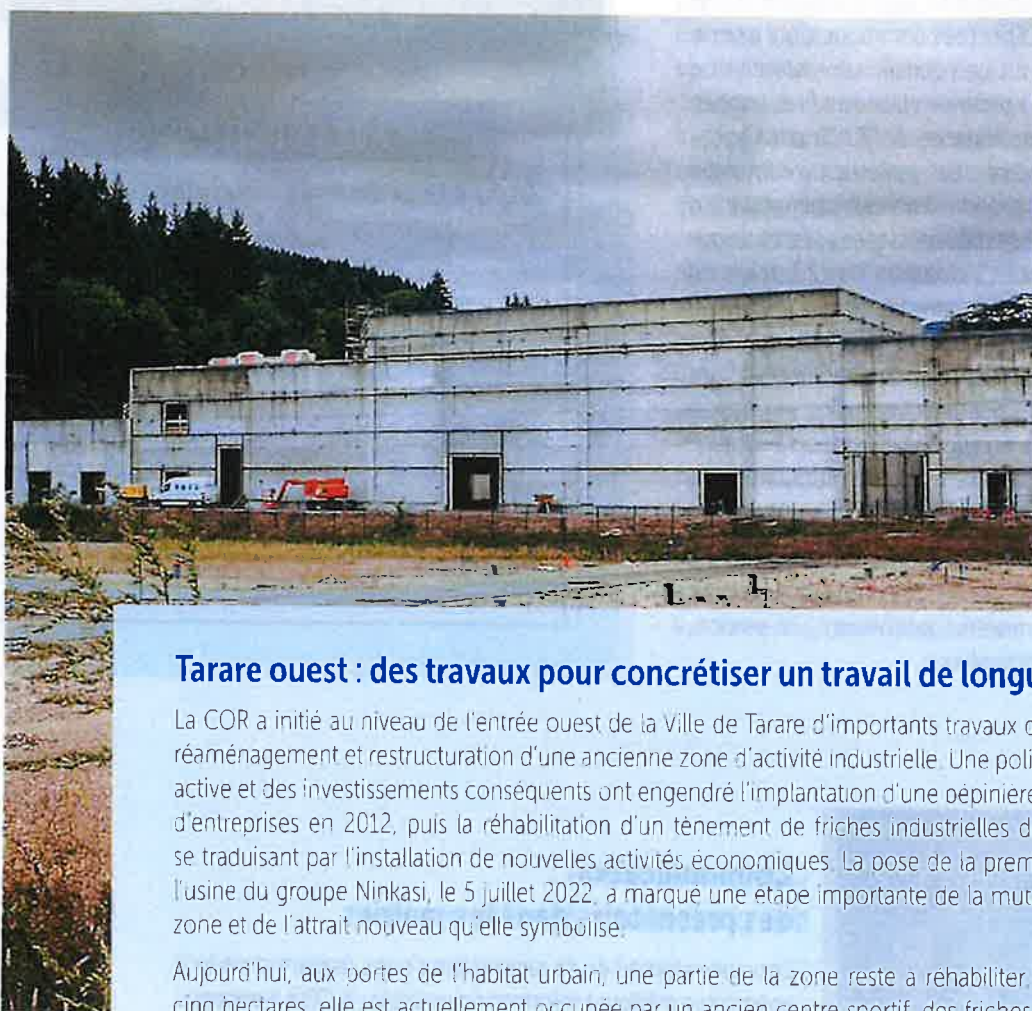 Tarare ouest : des travaux pour concrétiser un travail de longu
La COR a initié au niveau de l'entrée ouest de la Ville de Tarare d'importants travaux d
réaménagement et restructuration d'une ancienne zone d'activité industrielle. Une poli
active et des investissements conséquents ont engendré l'implantation d'une pépinière
d'entreprises en 2012, puis la réhabilitation d'un tènement de friches industrielles d
se traduisant par l'installation de nouvelles activités économiques. La pose de la prem
l'usine du groupe Ninkasi, le 5 juillet 2022, a marqué une étape importante de la mut
zone et de l'attrait nouveau qu'elle symbolise.
Aujourd'hui, aux portes de l'habitat urbain, une partie de la zone reste à réhabiliter.
cinq hectares, elle est actuellement occupée par un ancien centre sportif, des friches